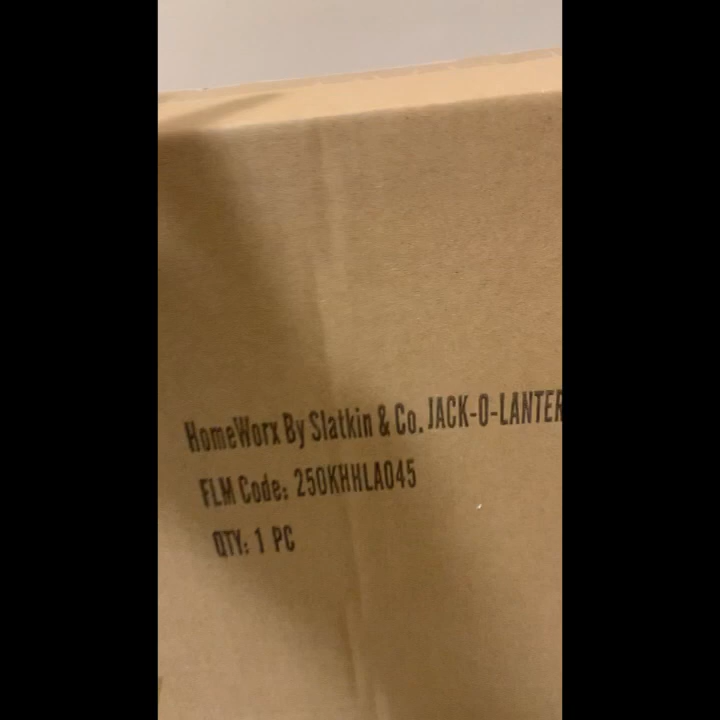 HomeWorx By Slatkin & Co. JACK-O-LANTER
FLM Code: 250KHHLA045
QTY: 1 PC